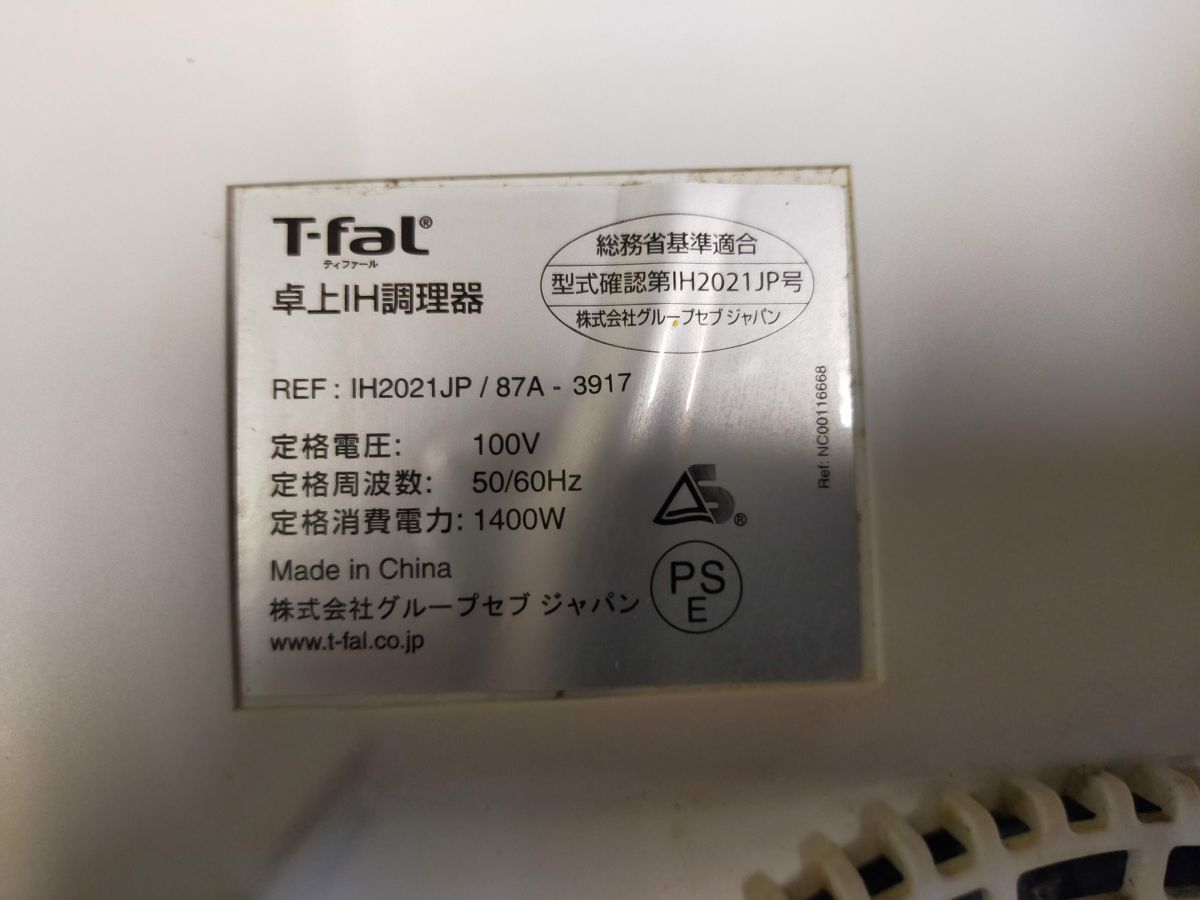 T-fal®
ティファール
卓上IH調理器
総務省基準適合
型式確認第IH2021JP号
株式会社グループセブ ジャパン
REF : IH2021JP / 87A - 3917
定格電圧: 100V
定格周波数: 50/60Hz
定格消費電力: 1400W
Made in China
株式会社グループセブ ジャパン
www.t-fal.co.jp
S®
PS
E
Ref: NC00116668